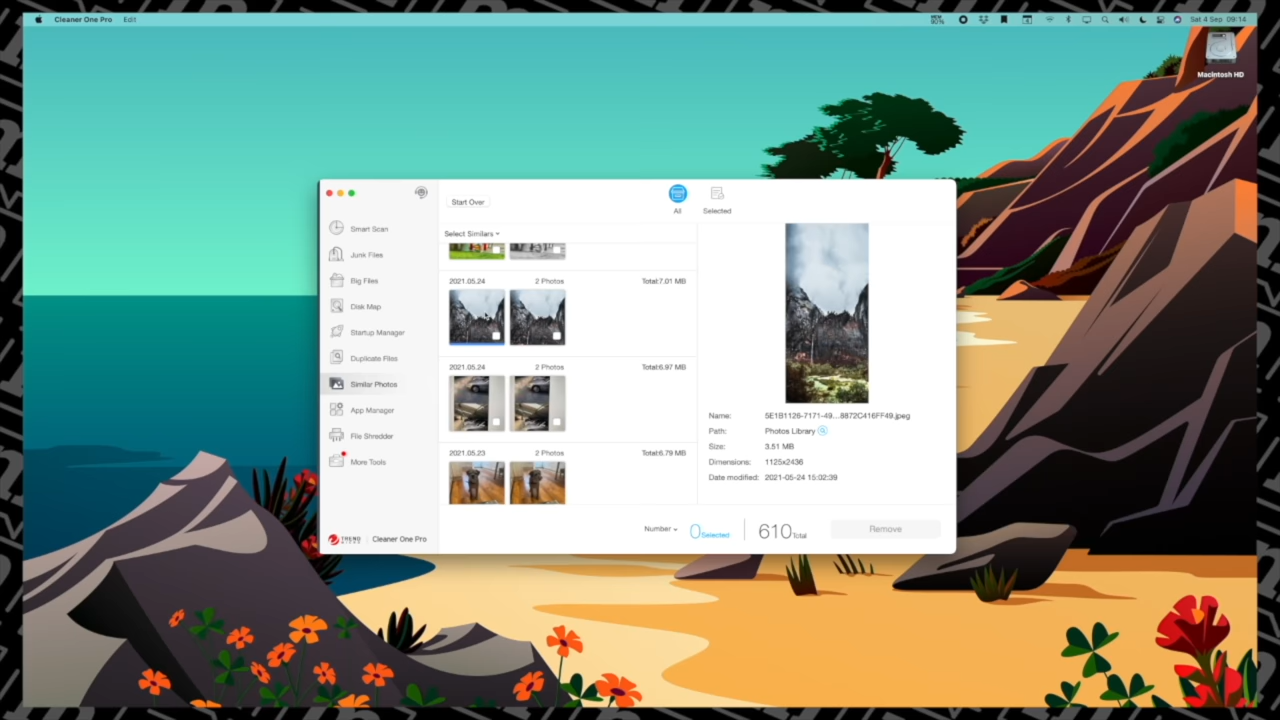 Cleaner One Pro Edit
Sat 4 Sep 09:14
Macintosh HD
Start Over
All
Selected
Smart Scan
Junk Files
Big Files
Disk Map
Startup Manager
Duplicate Files
Similar Photos
App Manager
File Shredder
More Tools
TREND
Cleaner One Pro
Select Similars
2021.05.24 2 Photos Total:7.01 MB
2021.05.24 2 Photos Total:6.97 MB
2021.05.23 2 Photos Total:6.79 MB
Name: 5E1B1126-7171-49...8872C416FF49.jpeg
Path: Photos Library
Size: 3.51 MB
Dimensions: 1125x2436
Date modified: 2021-05-24 15:02:39
Number 0 Selected 610 Total Remove